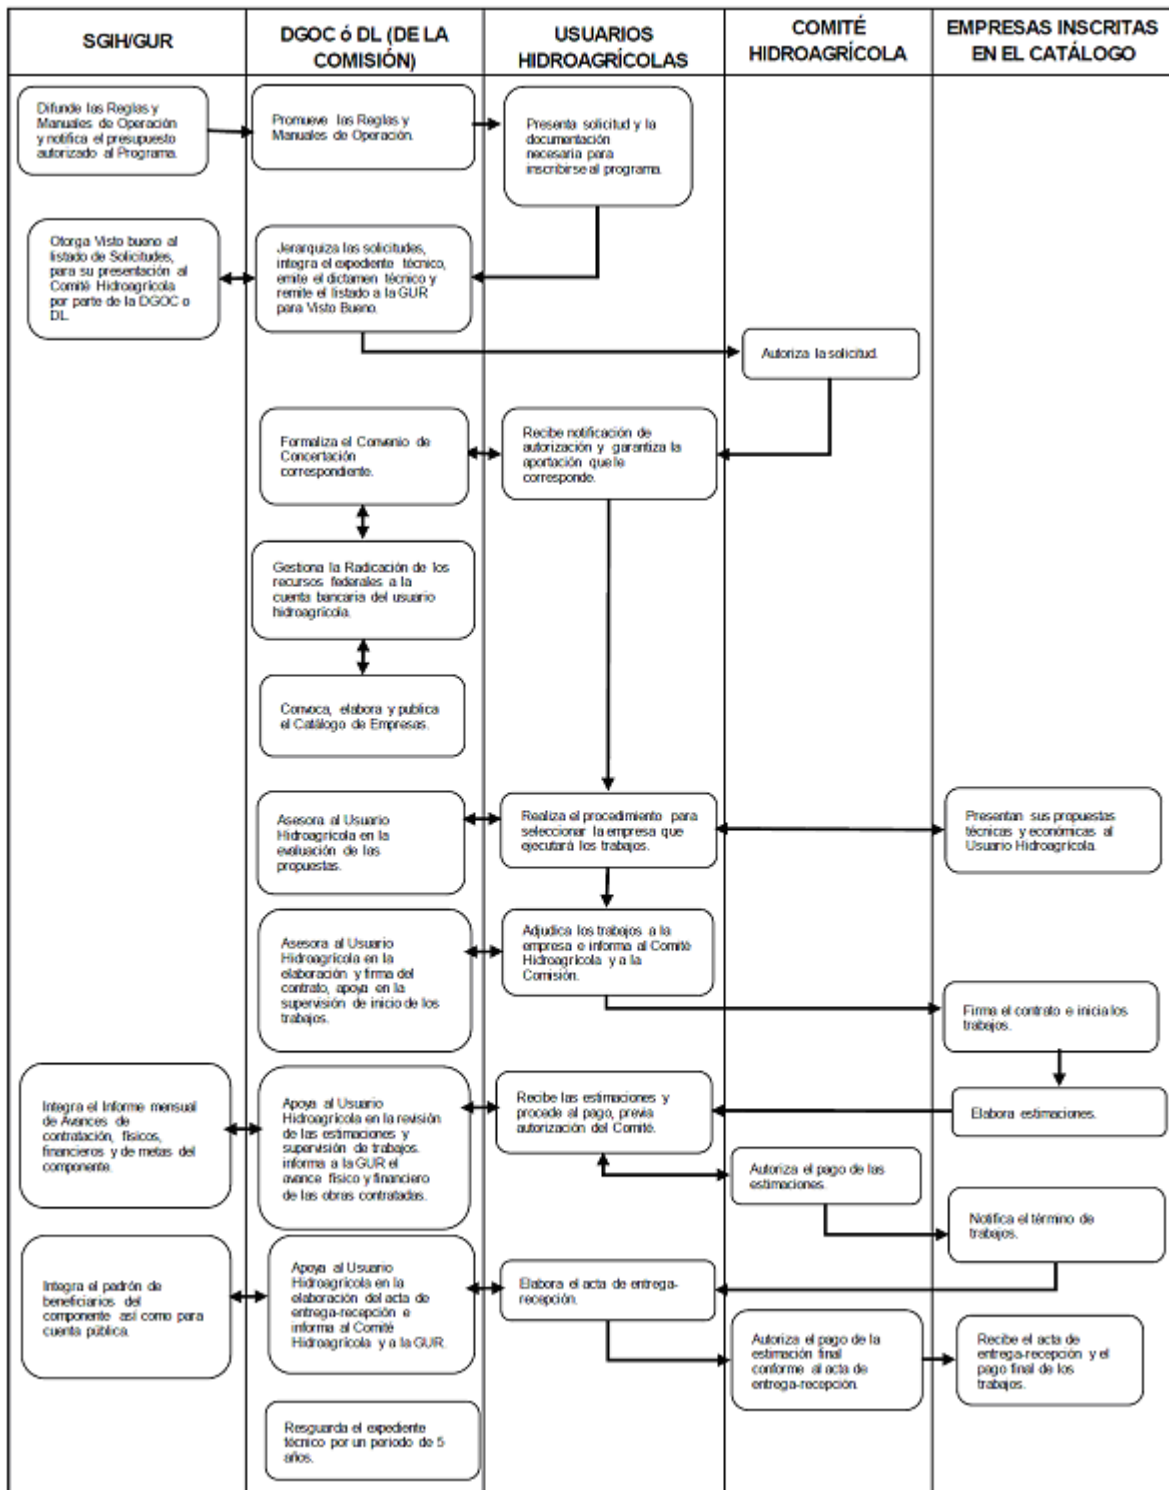 SGIH/GUR
DGOC ó DL (DE LA
COMISIÓN)
USUARIOS
HIDROAGRÍCOLAS
COMITÉ
HIDROAGRÍCOLA
EMPRESAS INSCRITAS
EN EL CATÁLOGO
Difunde las Reglas y
Manuales de Operación
y notifica el presupuesto
autorizado al Programa.
Promueve las Reglas y
Manuales de Operación.
Presenta solicitud y la
documentación
necesaria para
inscribirse al programa.
Otorga Visto bueno al
listado de Solicitudes,
para su presentación al
Comité Hidroagrícola
por parte de la DGOC o
DL.
Jerarquiza las solicitudes,
integra el expediente técnico,
emite el dictamen técnico y
remite el listado a la GUR
para Visto Bueno.
Autoriza la solicitud.
Formaliza el Convenio de
Concertación
correspondiente.
Recibe notificación de
autorización y garantiza la
aportación que le
corresponde.
Gestiona la Radicación de los
recursos federales a la
cuenta bancaria del usuario
hidroagrícola.
Convoca, elabora y publica
el Catálogo de Empresas.
Asesora al Usuario
Hidroagrícola en la
evaluación de las
propuestas.
Realiza el procedimiento para
seleccionar la empresa que
ejecutará los trabajos.
Presentan sus propuestas
técnicas y económicas al
Usuario Hidroagrícola.
Asesora al Usuario
Hidroagrícola en la
elaboración y firma del
contrato, apoya en la
supervisión de inicio de los
trabajos.
Adjudica los trabajos a la
empresa e informa al Comité
Hidroagrícola y a la
Comisión.
Firma el contrato e inicia los
trabajos.
Integra el Informe mensual
de Avances de
contratación, físicos,
financieros y de metas del
componente.
Apoya al Usuario
Hidroagrícola en la revisión
de las estimaciones y
supervisión de trabajos.
informa a la GUR el
avance físico y financiero
de las obras contratadas.
Recibe las estimaciones y
procede al pago, previa
autorización del Comité.
Elabora estimaciones.
Autoriza el pago de las
estimaciones.
Notifica el término de
trabajos.
Integra el padrón de
beneficiarios del
componente así como para
cuenta pública.
Apoya al Usuario
Hidroagrícola en la
elaboración del acta de
entrega-recepción e
informa al Comité
Hidroagrícola y a la GUR.
Elabora el acta de entrega-
recepción.
Autoriza el pago de la
estimación final
conforme al acta de
entrega-recepción.
Recibe el acta de
entrega-recepción y el
pago final de los
trabajos.
Resguarda el expediente
técnico por un periodo de 5
años.